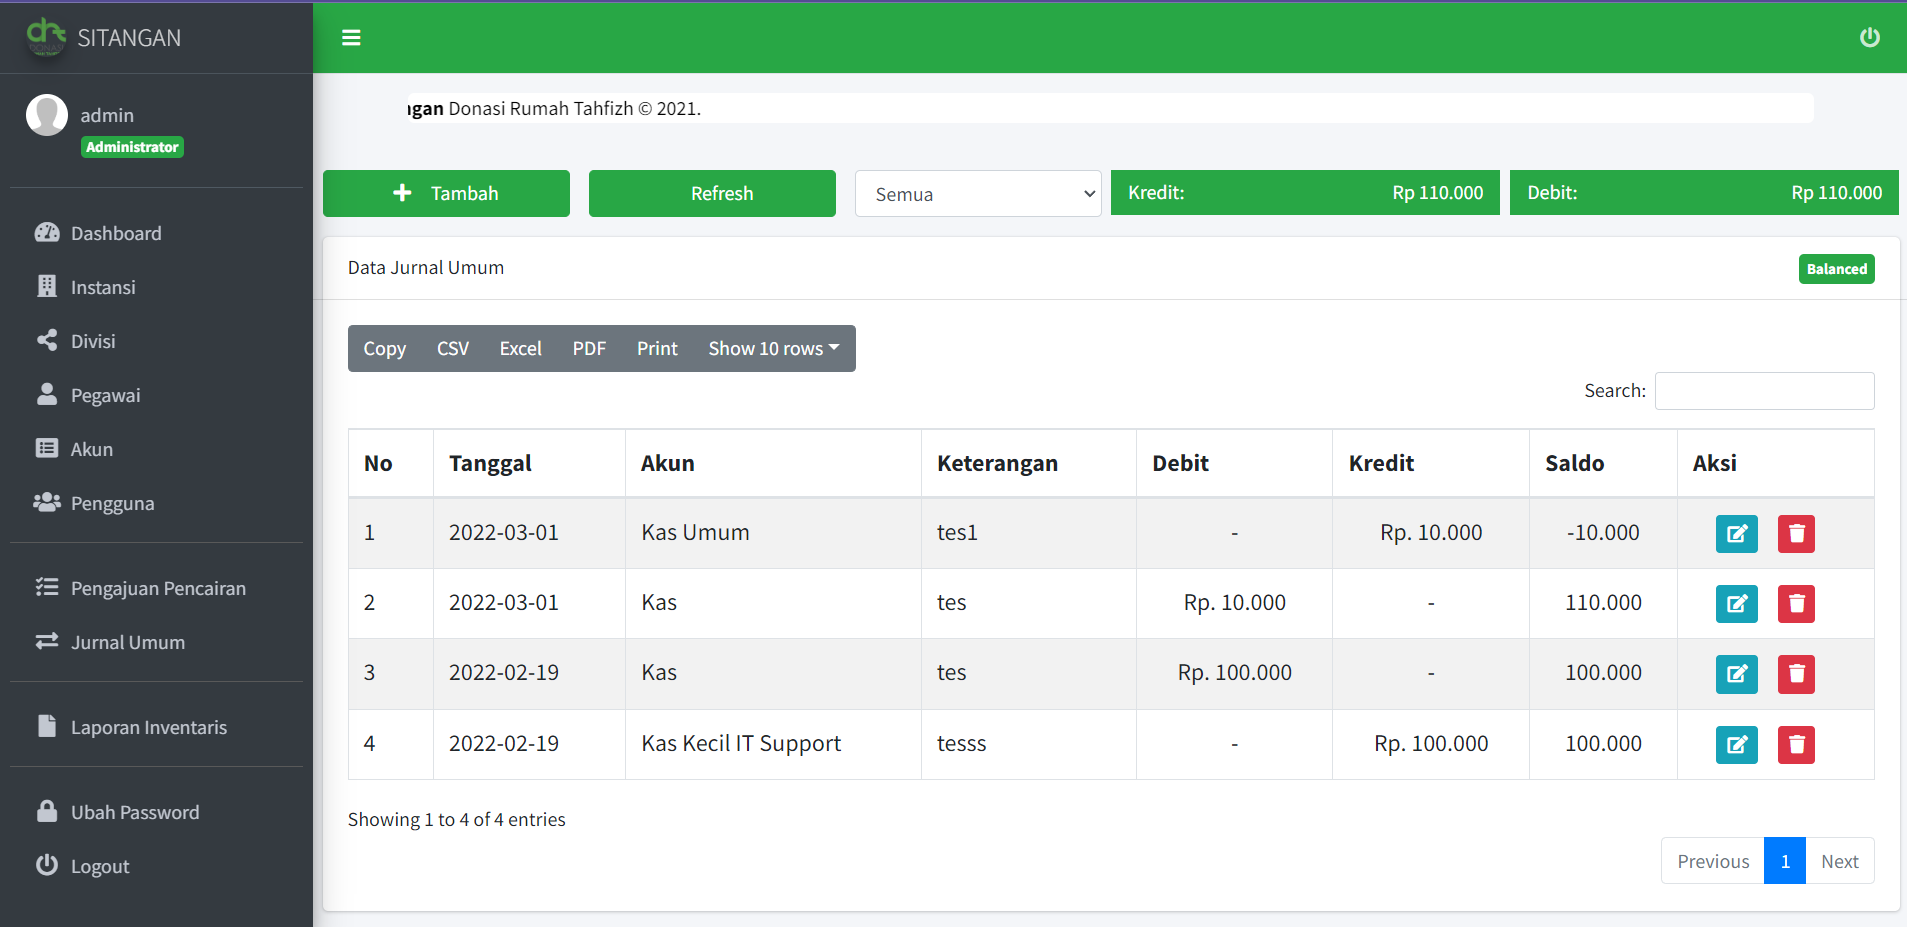 SITANGAN
admin
Administrator
Dashboard
Instansi
Divisi
Pegawai
Akun
Pengguna
Pengajuan Pencairan
Jurnal Umum
Laporan Inventaris
Ubah Password
Logout
ngan Donasi Rumah Tahfizh © 2021.
Tambah
Refresh
Semua
Kredit: Rp 110.000
Debit: Rp 110.000
Data Jurnal Umum
Balanced
Copy CSV Excel PDF Print Show 10 rows
Search:
No Tanggal Akun Keterangan Debit Kredit Saldo Aksi
1 2022-03-01 Kas Umum tes1 - Rp. 10.000 -10.000
2 2022-03-01 Kas tes Rp. 10.000 - 110.000
3 2022-02-19 Kas tes Rp. 100.000 - 100.000
4 2022-02-19 Kas Kecil IT Support tesss - Rp. 100.000 100.000
Showing 1 to 4 of 4 entries
Previous 1 Next